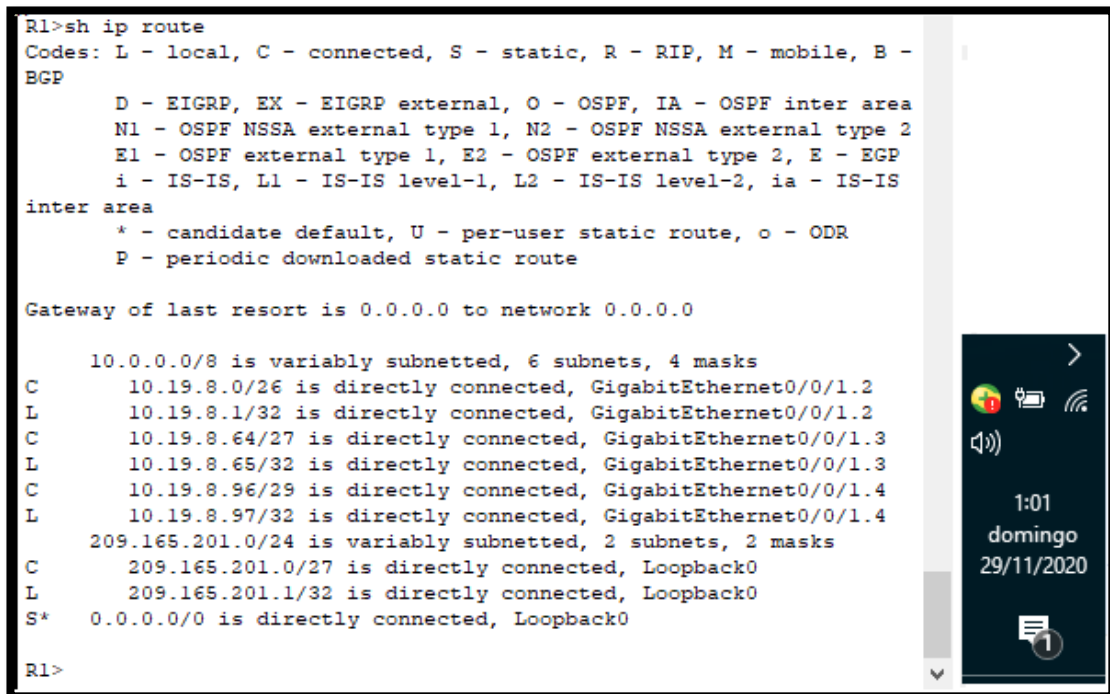 R1>sh ip route
Codes: L - local, C - connected, S - static, R - RIP, M - mobile, B -
BGP
D - EIGRP, EX - EIGRP external, O - OSPF, IA - OSPF inter area
N1 - OSPF NSSA external type 1, N2 - OSPF NSSA external type 2
E1 - OSPF external type 1, E2 - OSPF external type 2, E - EGP
i - IS-IS, L1 - IS-IS level-1, L2 - IS-IS level-2, ia - IS-IS
inter area
* - candidate default, U - per-user static route, o - ODR
P - periodic downloaded static route
Gateway of last resort is 0.0.0.0 to network 0.0.0.0
10.0.0.0/8 is variably subnetted, 6 subnets, 4 masks
C 10.19.8.0/26 is directly connected, GigabitEthernet0/0/1.2
L 10.19.8.1/32 is directly connected, GigabitEthernet0/0/1.2
C 10.19.8.64/27 is directly connected, GigabitEthernet0/0/1.3
L 10.19.8.65/32 is directly connected, GigabitEthernet0/0/1.3
C 10.19.8.96/29 is directly connected, GigabitEthernet0/0/1.4
L 10.19.8.97/32 is directly connected, GigabitEthernet0/0/1.4
209.165.201.0/24 is variably subnetted, 2 subnets, 2 masks
C 209.165.201.0/27 is directly connected, Loopback0
L 209.165.201.1/32 is directly connected, Loopback0
S* 0.0.0.0/0 is directly connected, Loopback0
R1>
1:01
domingo
29/11/2020
1